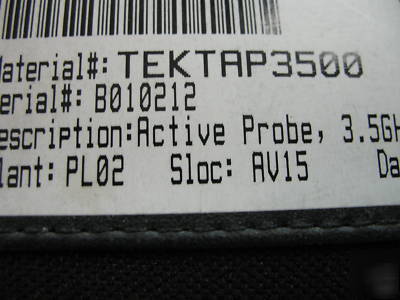 Material#: TEKTAP3500
erial#: B010212
escription:Active Probe, 3.5GH
lant: PL02 Sloc: AV15 Da